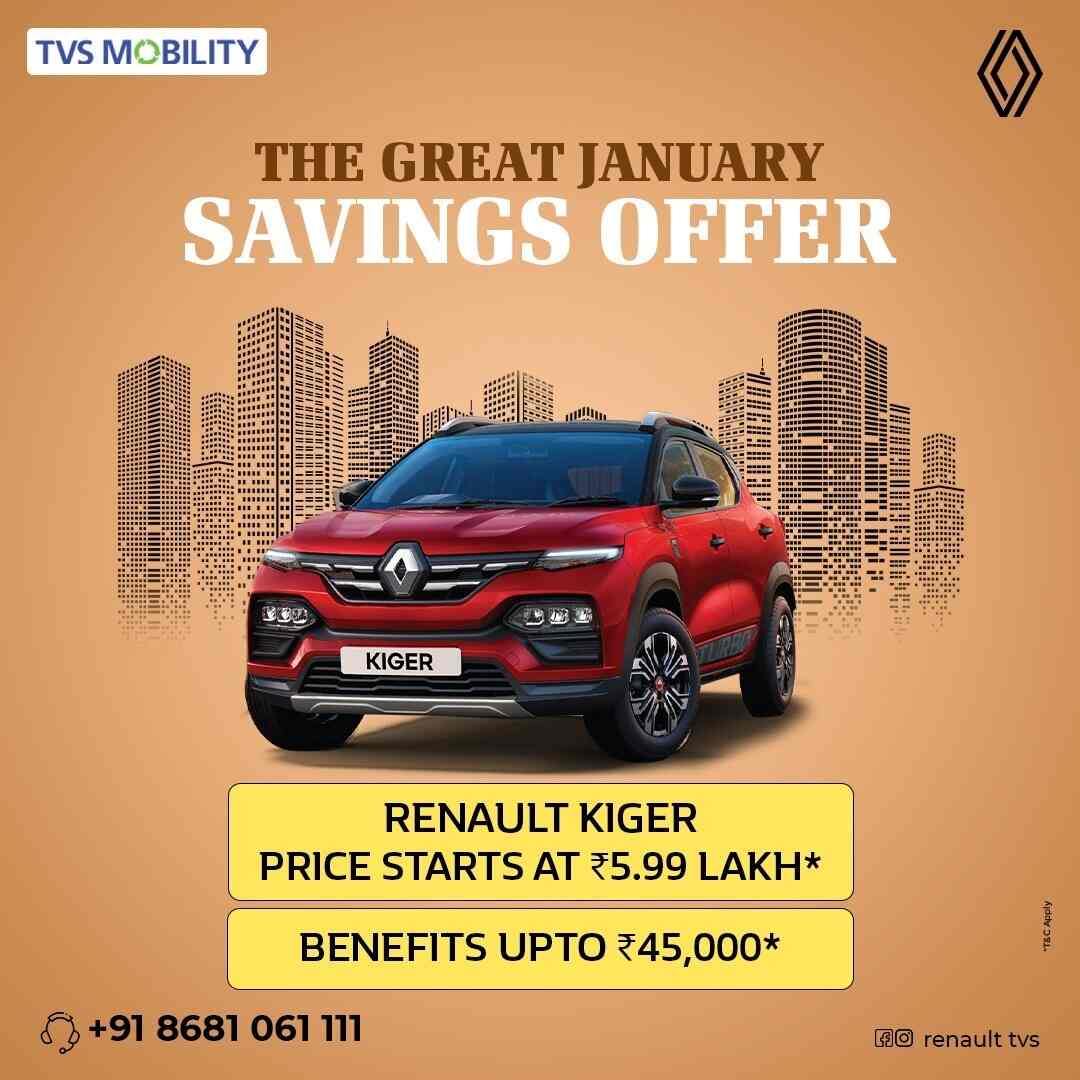 TVS MOBILITY
THE GREAT JANUARY
SAVINGS OFFER
KIGER
TURBO
RENAULT KIGER
PRICE STARTS AT ₹5.99 LAKH*
BENEFITS UPTO ₹45,000*
*T&C Apply
+91 8681 061 111
renault tvs